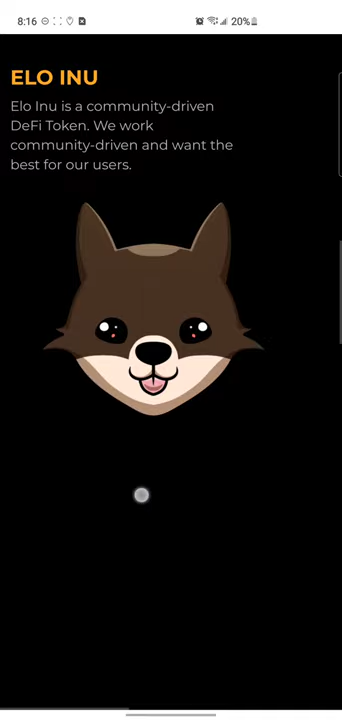 8:16
20%
ELO INU
Elo Inu is a community-driven
DeFi Token. We work
community-driven and want the
best for our users.